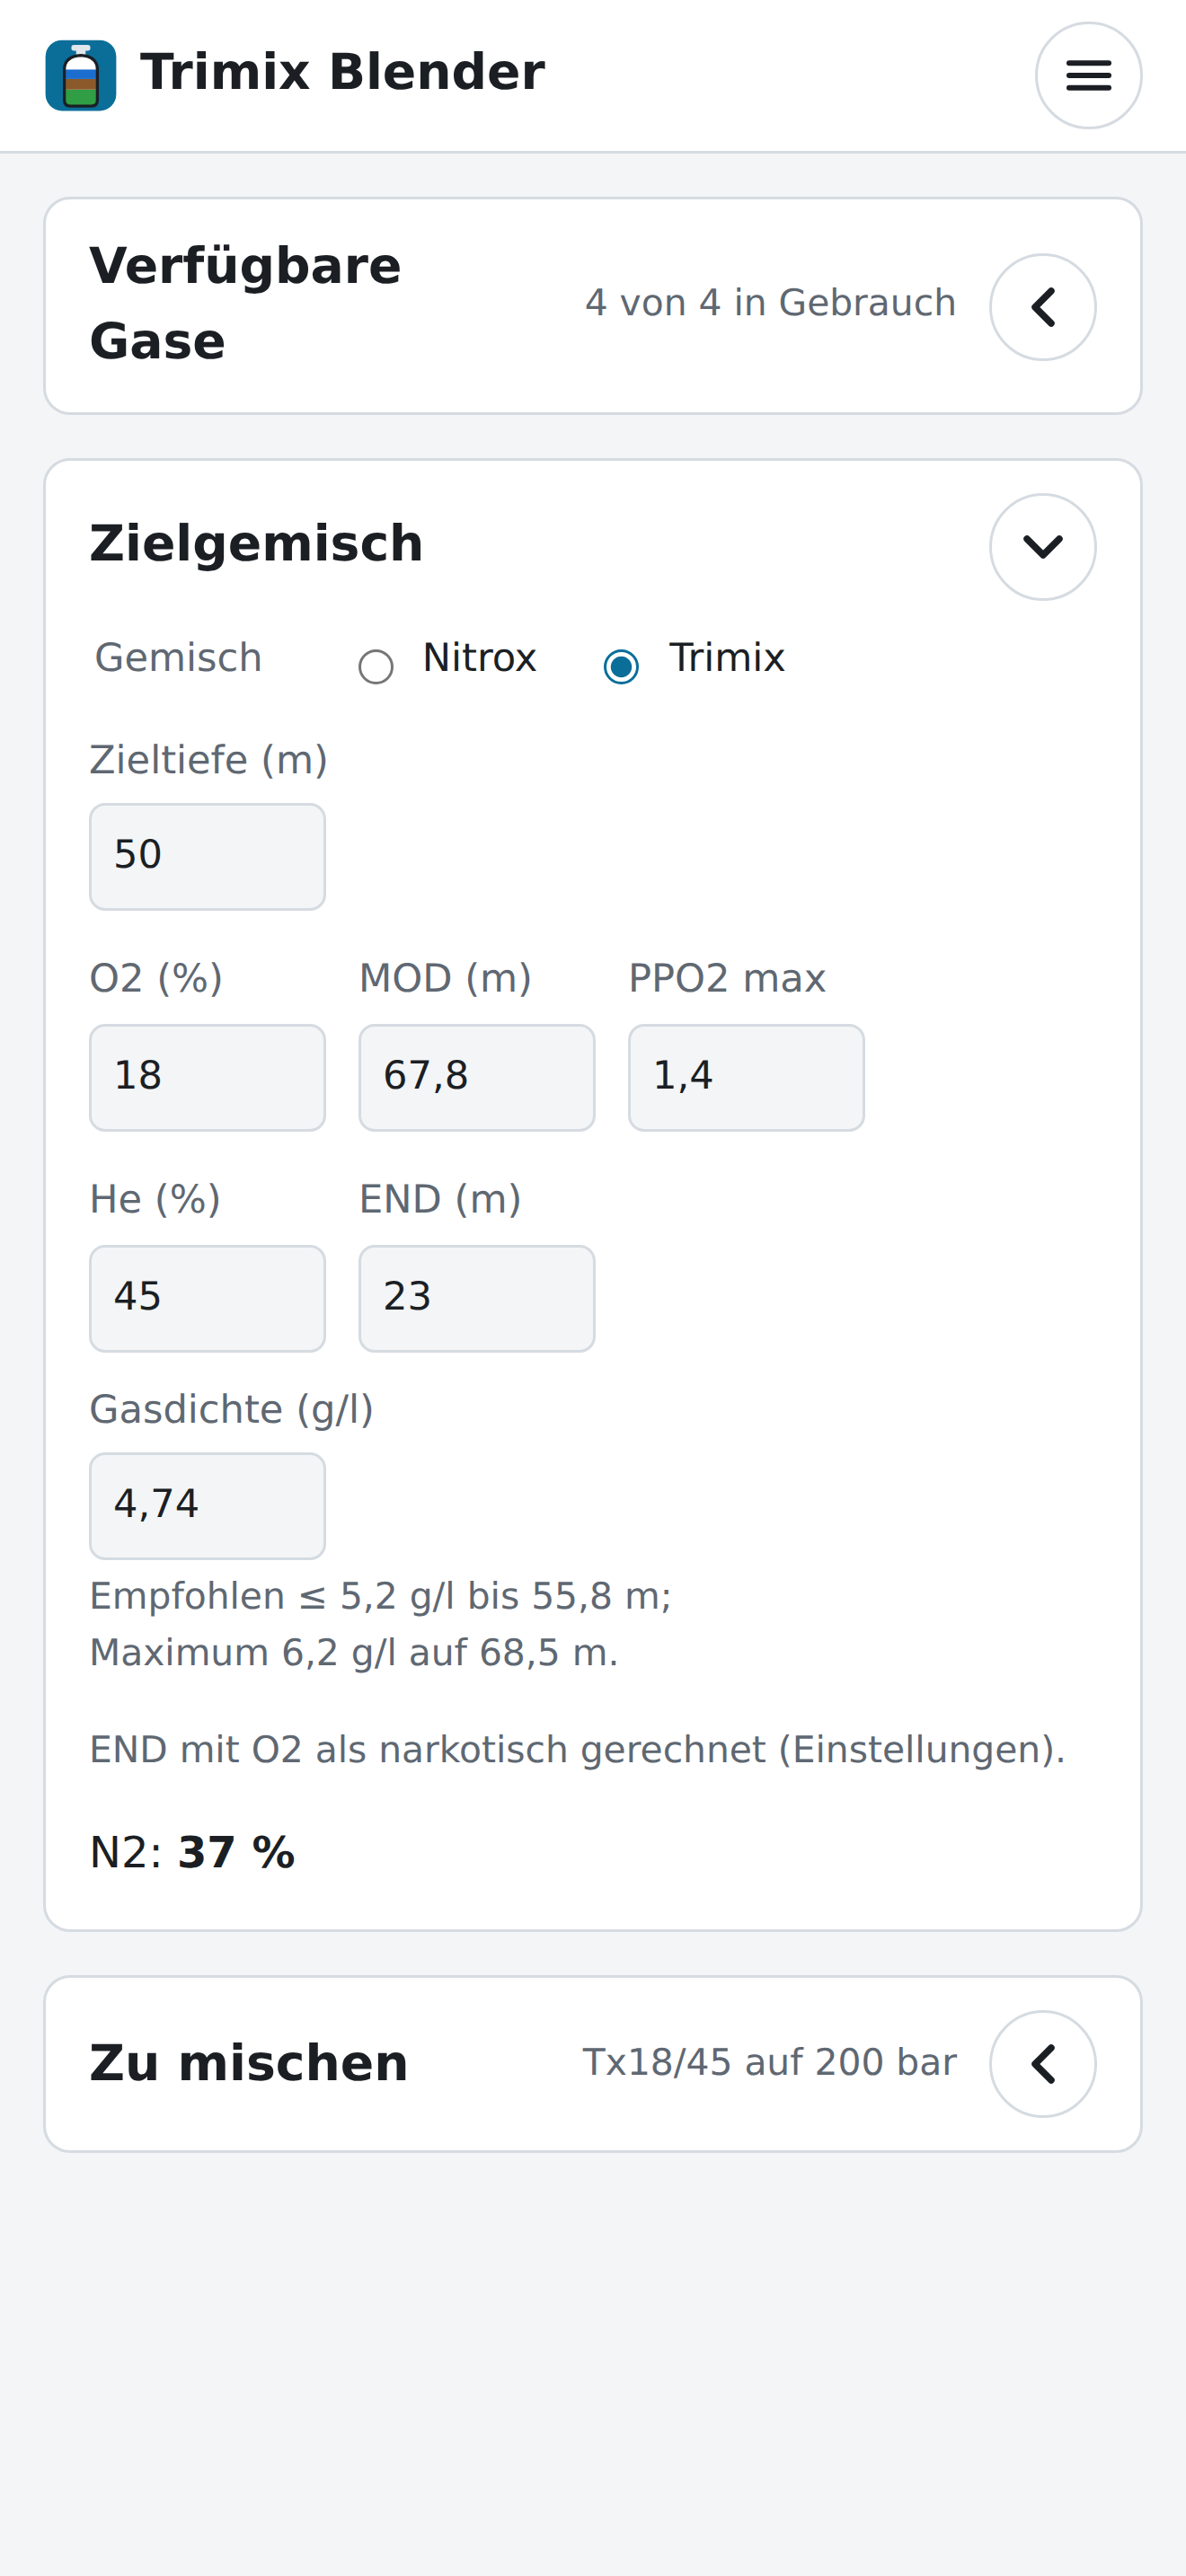 Trimix Blender
Verfügbare
Gase
4 von 4 in Gebrauch
Zielgemisch
Gemisch Nitrox Trimix
Zieltiefe (m)
50
O2 (%) MOD (m) PPO2 max
18 67,8 1,4
He (%) END (m)
45 23
Gasdichte (g/l)
4,74
Empfohlen ≤ 5,2 g/l bis 55,8 m;
Maximum 6,2 g/l auf 68,5 m.
END mit O2 als narkotisch gerechnet (Einstellungen).
N2: 37 %
Zu mischen Tx18/45 auf 200 bar